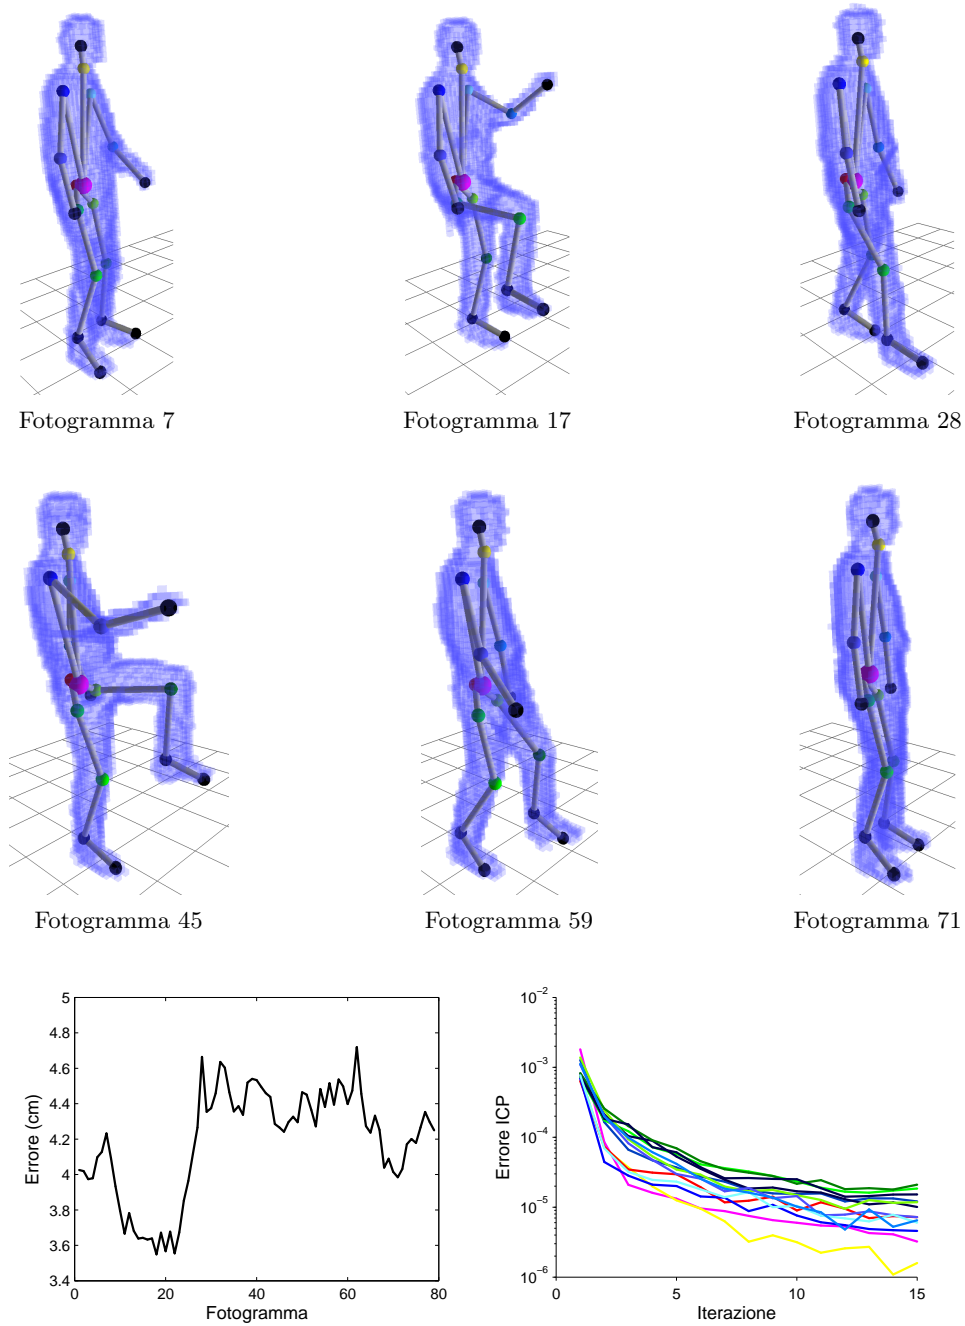 Fotogramma 7
Fotogramma 17
Fotogramma 28
Fotogramma 45
Fotogramma 59
Fotogramma 71
5
4.8
4.6
4.4
4.2
4
3.8
3.6
3.4
0
20
40
60
80
Errore (cm)
Fotogramma
10⁻²
10⁻³
10⁻⁴
10⁻⁵
10⁻⁶
0
5
10
15
Errore ICP
Iterazione